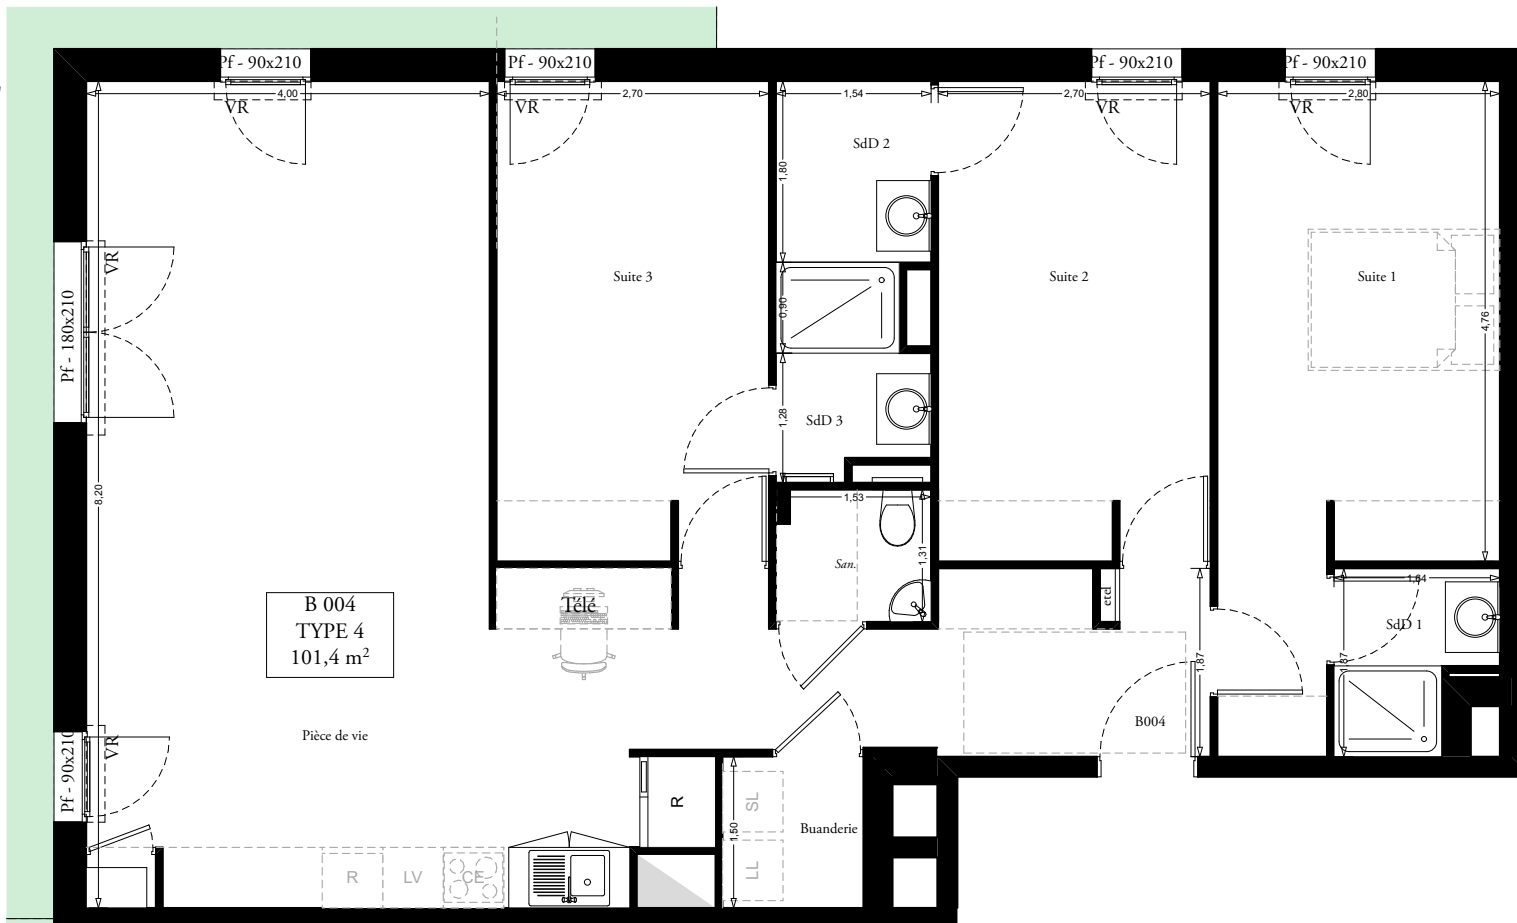 Pf - 90x210
Pf - 90x210
Pf - 90x210
Pf - 90x210
4,00
2,70
1,54
2,70
2,80
VR
VR
VR
VR
SdD 2
1,80
VR
Suite 3
Suite 2
Suite 1
Pf - 180x210
0,90
4,76
1,28
SdD 3
8,20
1,53
1,31
San.
Télé
etel
1,64
SdD 1
B 004
TYPE 4
101,4 m²
1,87
1,87
B004
Pièce de vie
VR
Pf - 90x210
R
SL
1,50
Buanderie
R
LV
CE
LL